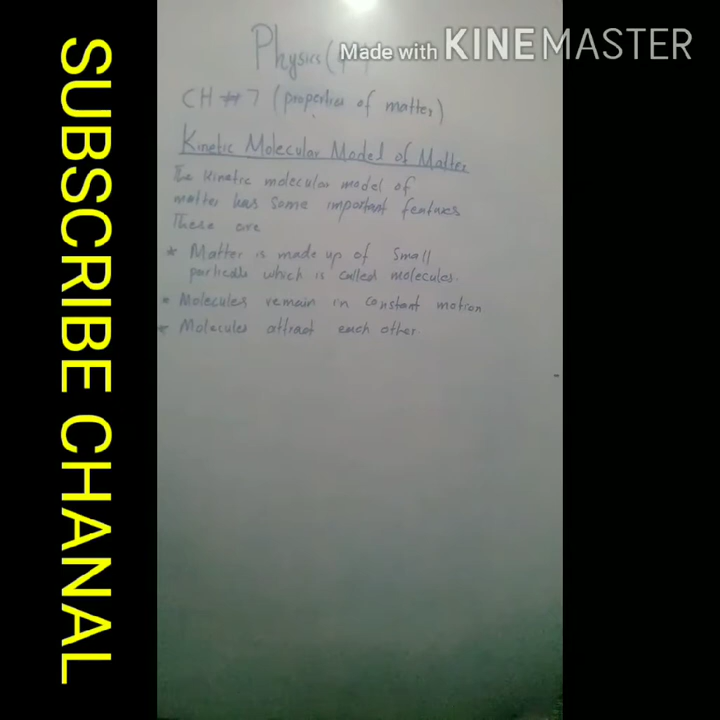 SUBSCRIBE CHANAL
Made with KINEMASTER
Physics (
CH # 7 (properties of matter)
Kinetic Molecular Model of Matter
The Kinetic molecular model of
matter has some important features
These are
* Matter is made up of small
particals which is called molecules.
* Molecules remain in constant motion
* Molecules attract each other.